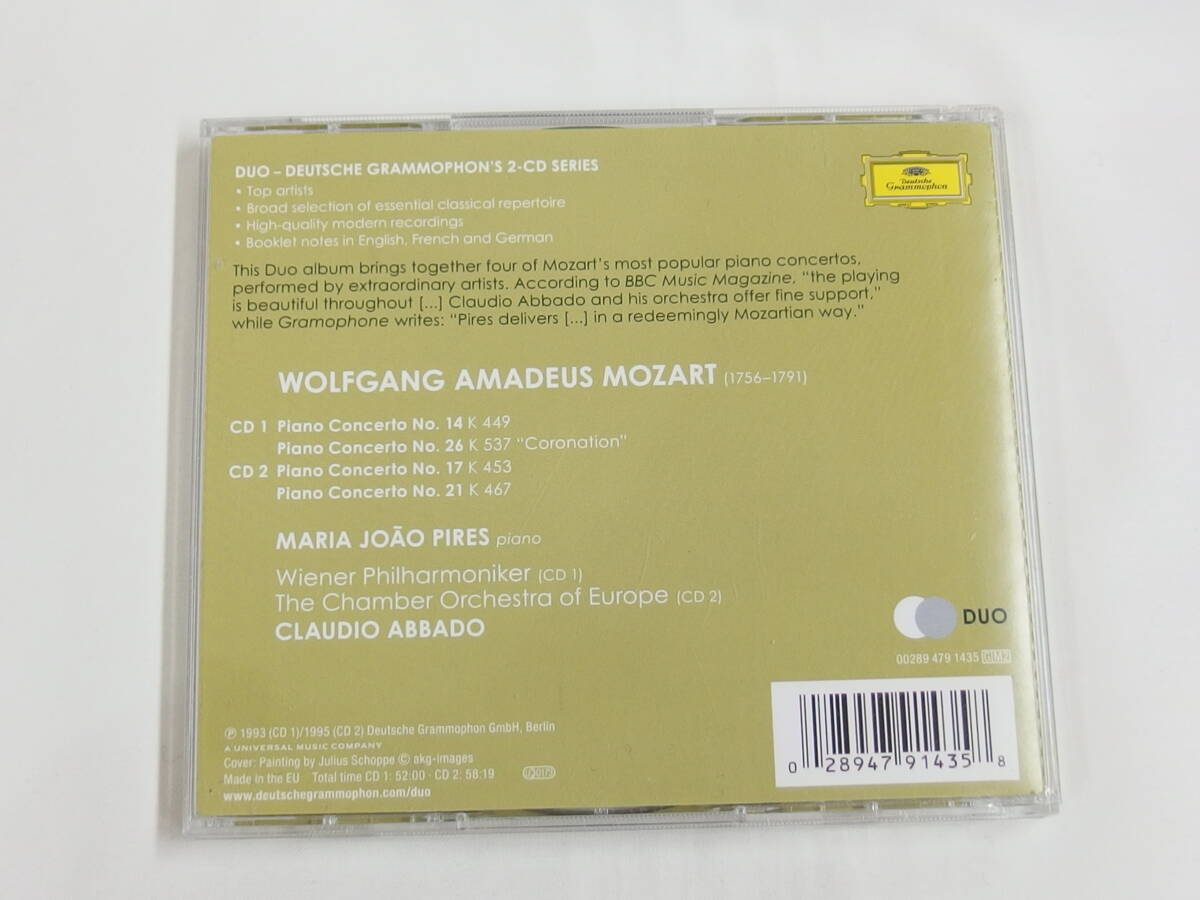 DUO – DEUTSCHE GRAMMOPHON'S 2-CD SERIES
• Top artists
• Broad selection of essential classical repertoire
• High-quality modern recordings
• Booklet notes in English, French and German
Deutsche
Grammophon
This Duo album brings together four of Mozart's most popular piano concertos,
performed by extraordinary artists. According to BBC Music Magazine, “the playing
is beautiful throughout [...] Claudio Abbado and his orchestra offer fine support,”
while Gramophone writes: “Pires delivers [...] in a redeemingly Mozartian way.”
WOLFGANG AMADEUS MOZART (1756–1791)
CD 1 Piano Concerto No. 14 K 449
Piano Concerto No. 26 K 537 “Coronation”
CD 2 Piano Concerto No. 17 K 453
Piano Concerto No. 21 K 467
MARIA JOÃO PIRES piano
Wiener Philharmoniker (CD 1)
The Chamber Orchestra of Europe (CD 2)
CLAUDIO ABBADO
DUO
00289 479 1435 GM2
℗ 1993 (CD 1)/1995 (CD 2) Deutsche Grammophon GmbH, Berlin
A UNIVERSAL MUSIC COMPANY
Cover: Painting by Julius Schoppe © akg-images
Made in the EU Total time CD 1: 52:00 · CD 2: 58:19
www.deutschegrammophon.com/duo
0 28947 91435 8